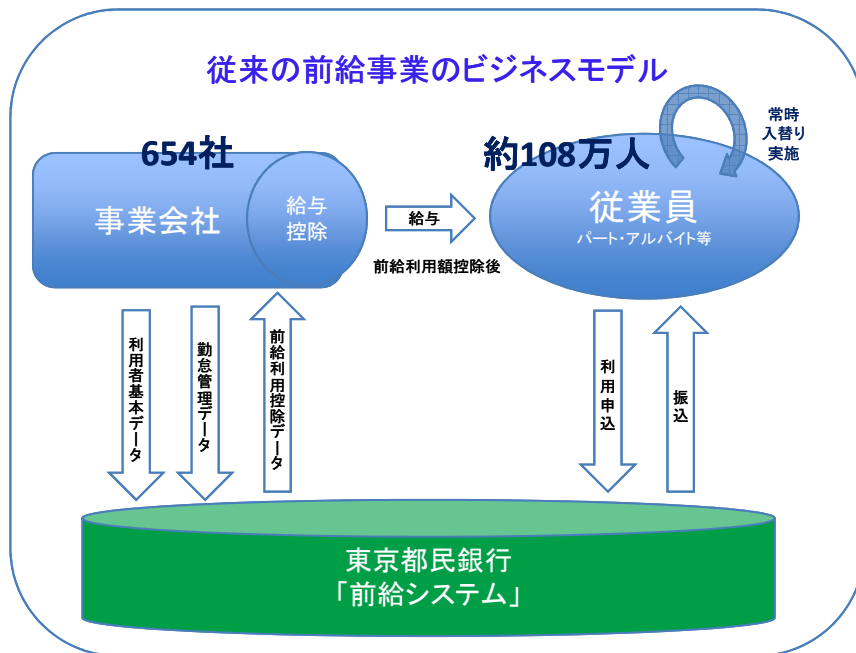 従来の前給事業のビジネスモデル
654社
約108万人
常時
入替り
実施
事業会社
給与
控除
給与
前給利用額控除後
従業員
パート・アルバイト等
利用者基本データ
勤怠管理データ
前給利用控除データ
利用申込
振込
東京都民銀行
「前給システム」